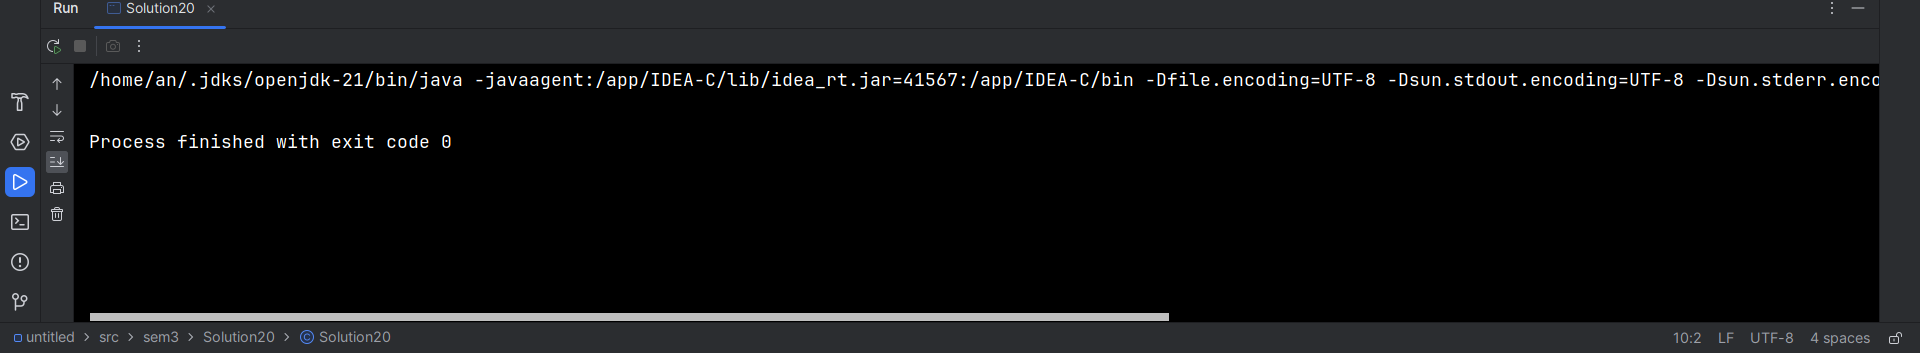 Run Solution20
/home/an/.jdks/openjdk-21/bin/java -javaagent:/app/IDEA-C/lib/idea_rt.jar=41567:/app/IDEA-C/bin -Dfile.encoding=UTF-8 -Dsun.stdout.encoding=UTF-8 -Dsun.stderr.enco
Process finished with exit code 0
untitled > src > sem3 > Solution20 > Solution20 10:2 LF UTF-8 4 spaces